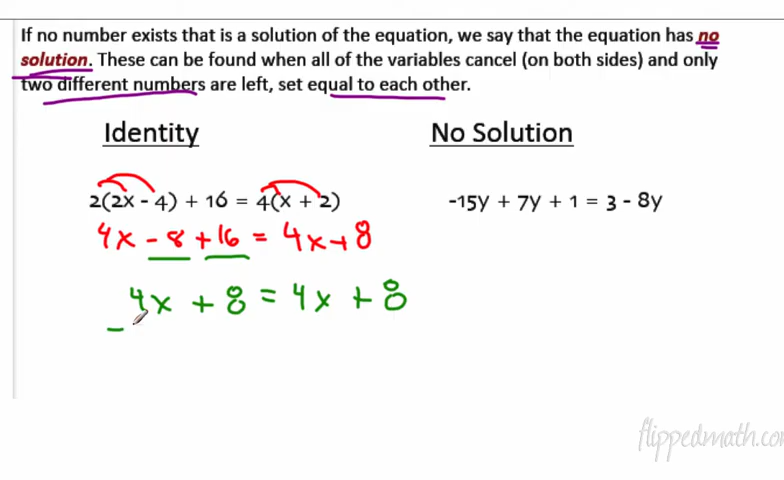 If no number exists that is a solution of the equation, we say that the equation has no
solution. These can be found when all of the variables cancel (on both sides) and only
two different numbers are left, set equal to each other.
Identity
No Solution
2(2x - 4) + 16 = 4(x + 2)
-15y + 7y + 1 = 3 - 8y
4x - 8 + 16 = 4x + 8
4x + 8 = 4x + 8
-
flippedmath.com